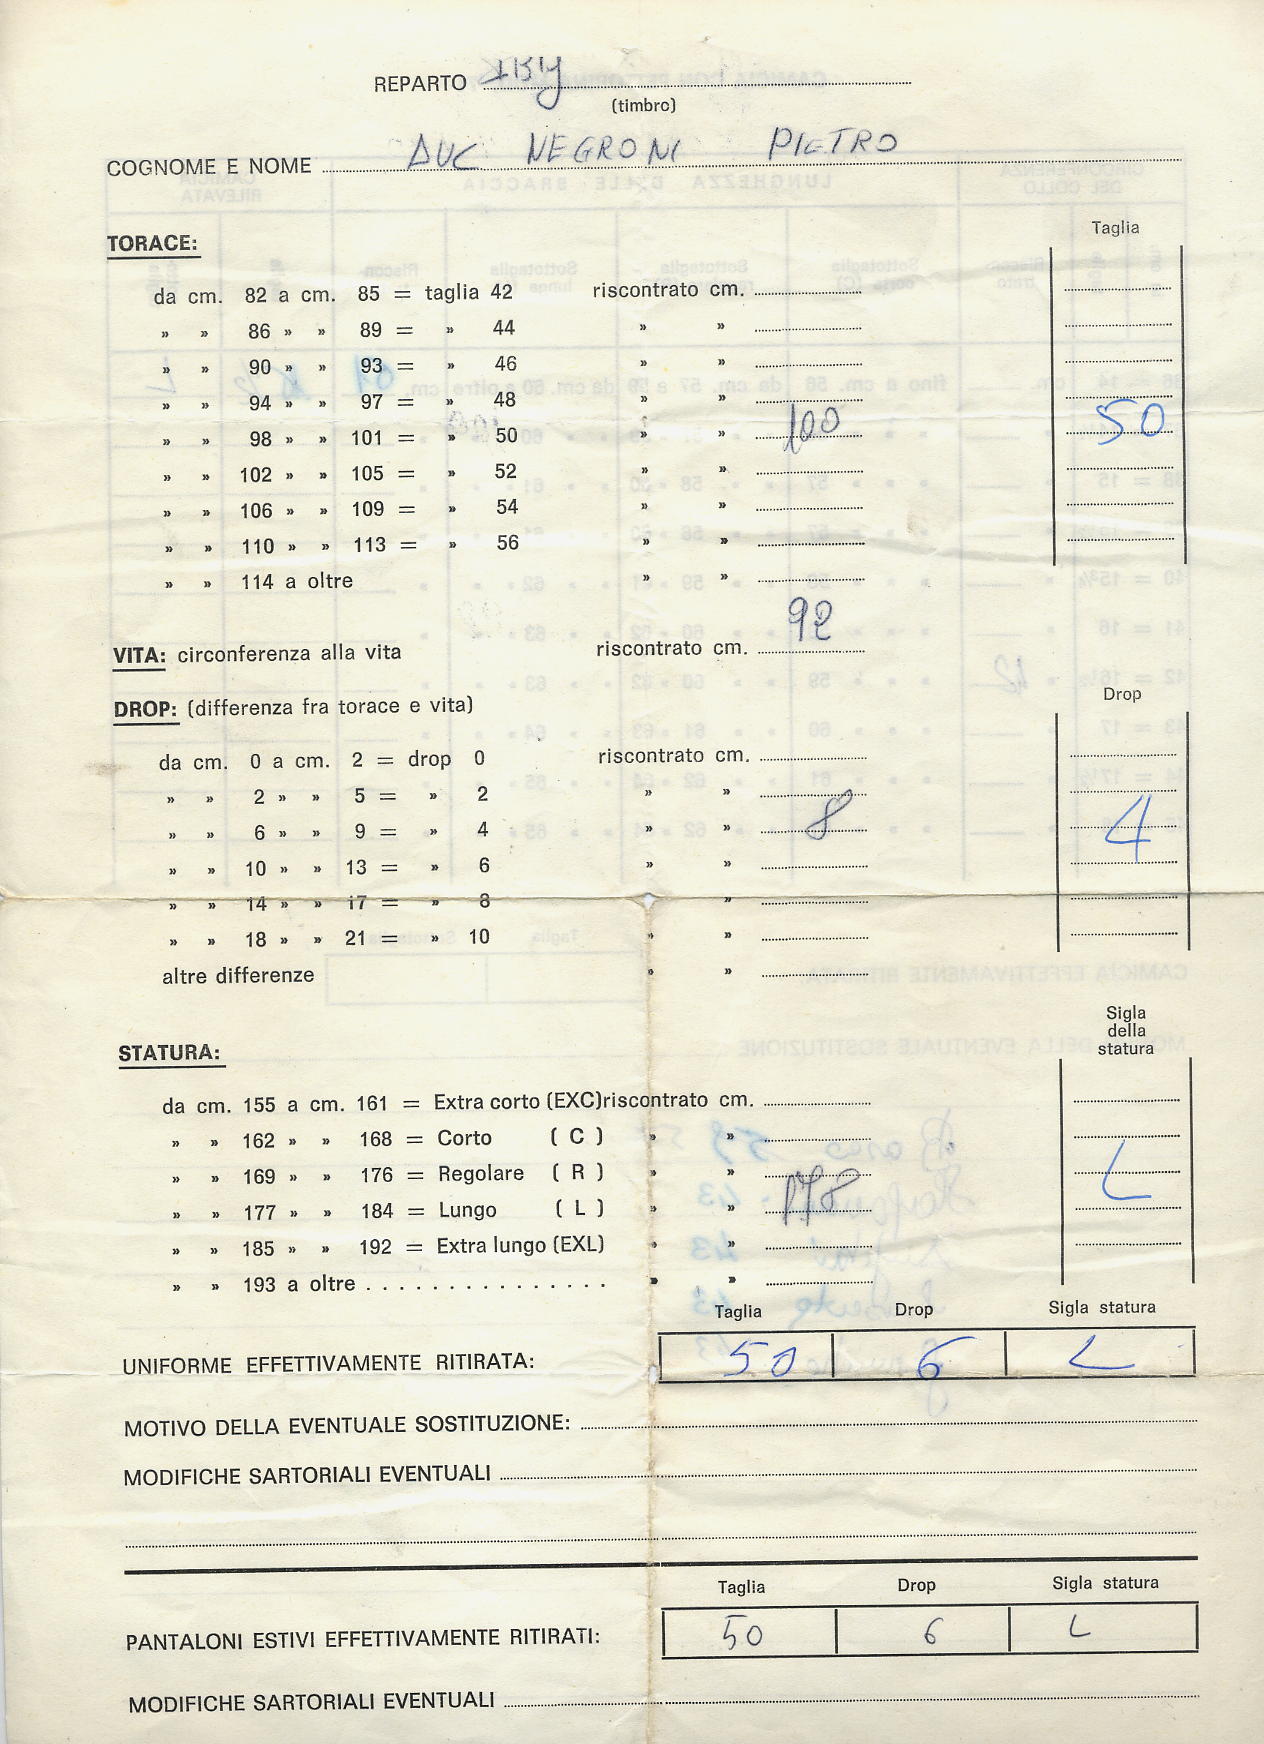 REPARTO
(timbro)
COGNOME E NOME AUC NEGRONI PIETRO
TORACE:
Taglia
da cm. 82 a cm. 85 = taglia 42 riscontrato cm.
» » 86 » » 89 = » 44 » »
» » 90 » » 93 = » 46 » »
» » 94 » » 97 = » 48 » »
» » 98 » » 101 = » 50 » » 100 50
» » 102 » » 105 = » 52 » »
» » 106 » » 109 = » 54 » »
» » 110 » » 113 = » 56 » »
» » 114 a oltre » »
VITA: circonferenza alla vita riscontrato cm. 92
DROP: (differenza fra torace e vita)
Drop
da cm. 0 a cm. 2 = drop 0 riscontrato cm.
» » 2 » » 5 = » 2 » »
» » 6 » » 9 = » 4 » » 8 4
» » 10 » » 13 = » 6 » »
» » 14 » » 17 = » 8 »
» » 18 » » 21 = » 10 » »
altre differenze » »
Sigla
della
statura
STATURA:
da cm. 155 a cm. 161 = Extra corto (EXC) riscontrato cm.
» » 162 » » 168 = Corto ( C ) » »
» » 169 » » 176 = Regolare ( R ) » » L
» » 177 » » 184 = Lungo ( L ) » » 178
» » 185 » » 192 = Extra lungo (EXL) » »
» » 193 a oltre . . . . . . . . . . . . . . . » »
Taglia Drop Sigla statura
UNIFORME EFFETTIVAMENTE RITIRATA: 50 6 L
MOTIVO DELLA EVENTUALE SOSTITUZIONE:
MODIFICHE SARTORIALI EVENTUALI
Taglia Drop Sigla statura
PANTALONI ESTIVI EFFETTIVAMENTE RITIRATI: 50 6 L
MODIFICHE SARTORIALI EVENTUALI